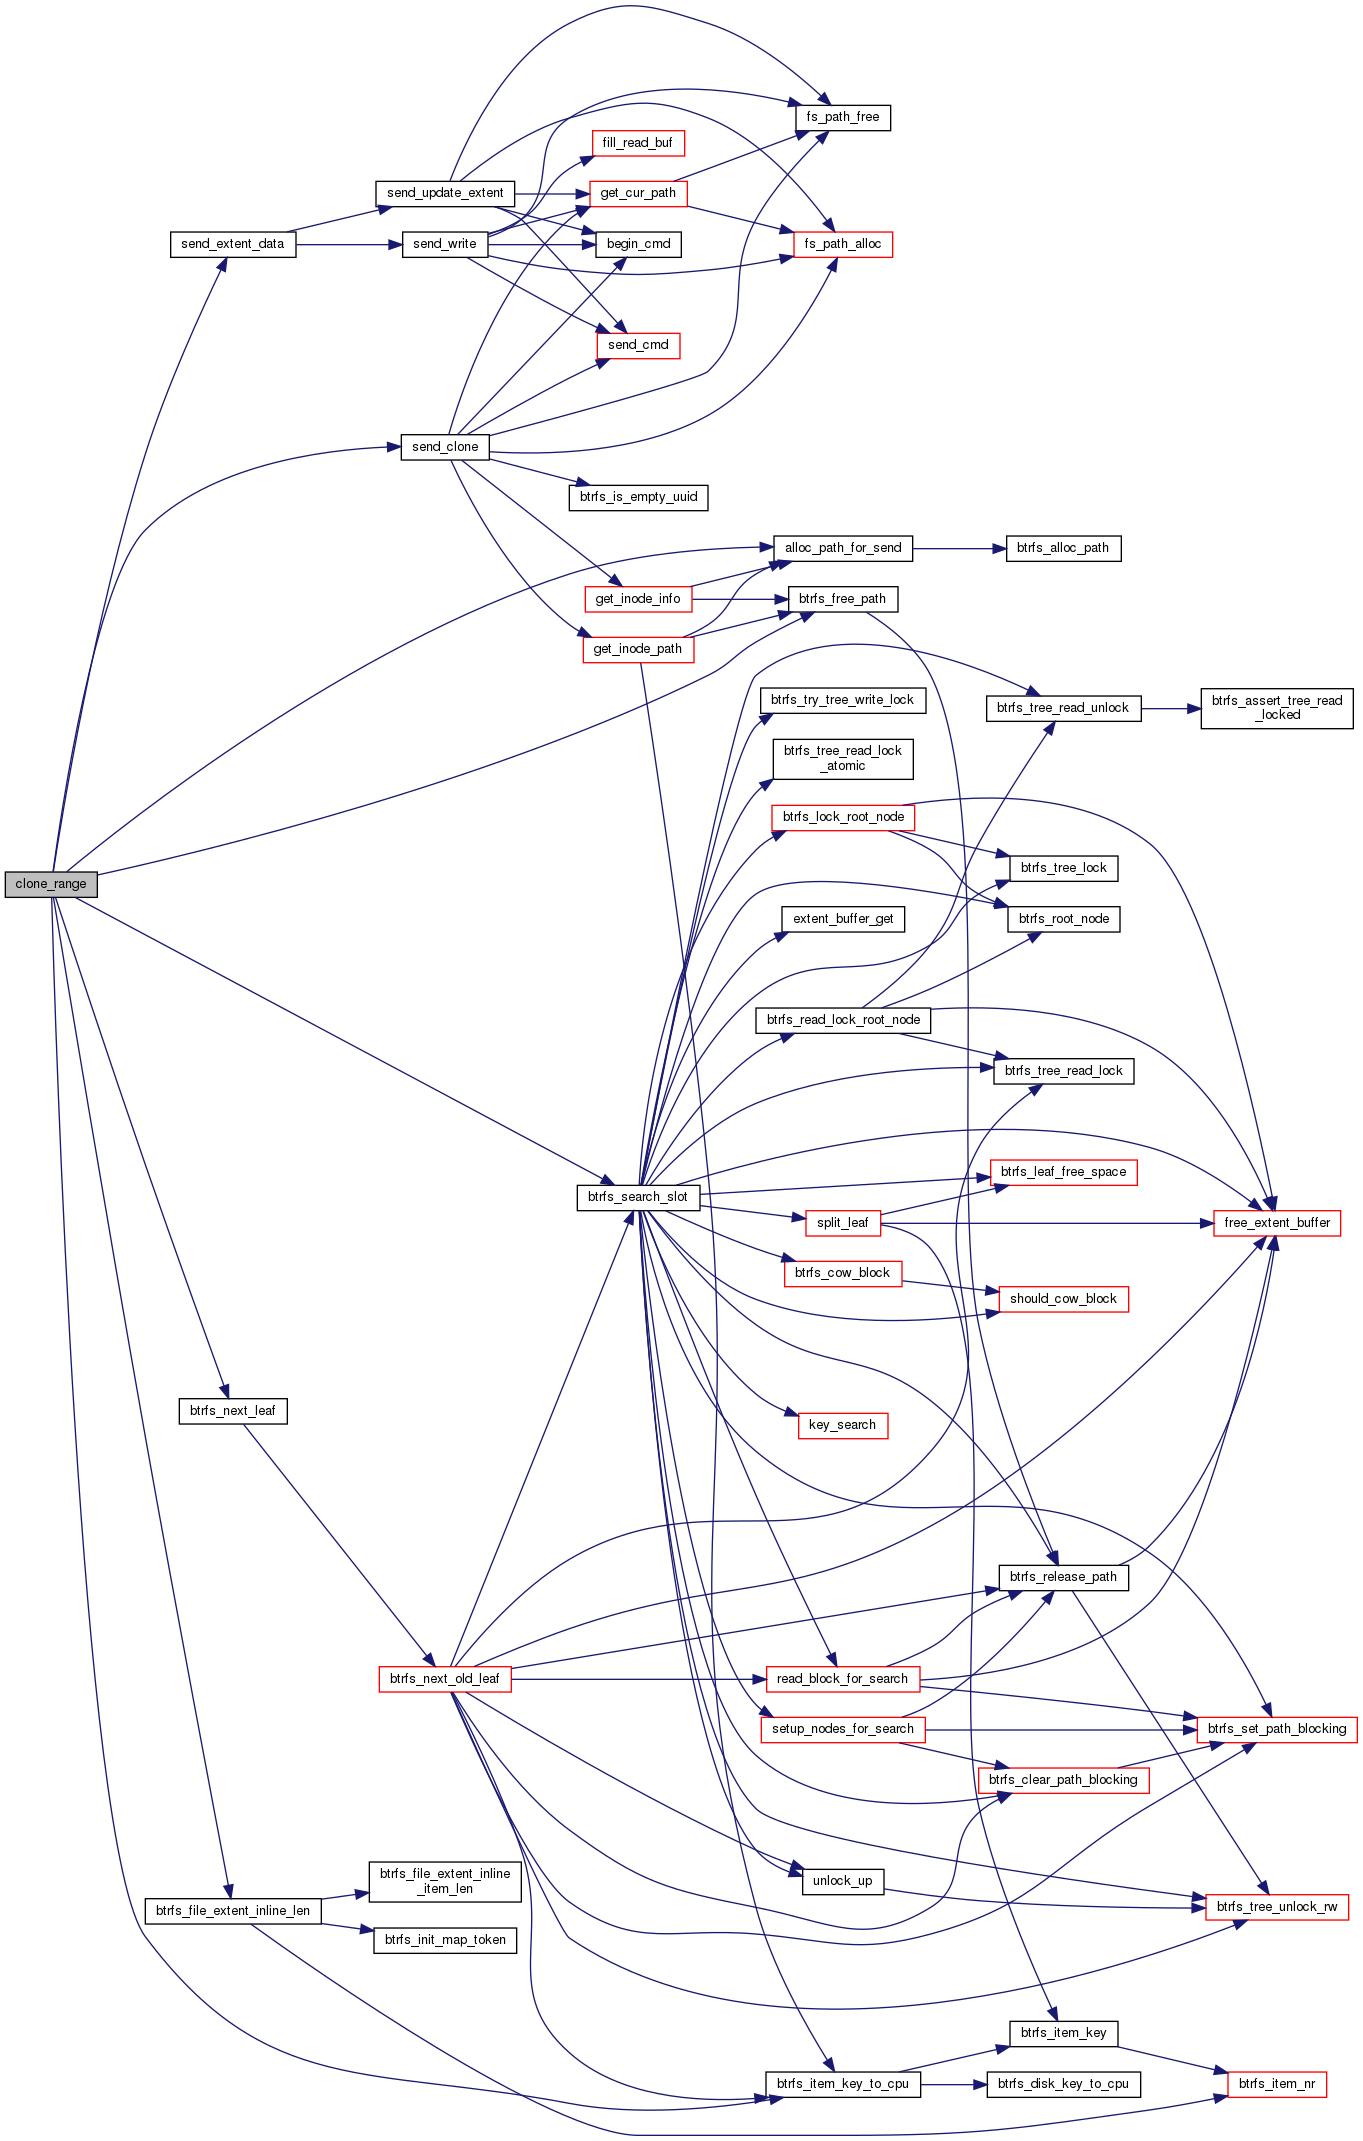 fs_path_free
fill_read_buf
send_update_extent
get_cur_path
send_extent_data
send_write
begin_cmd
fs_path_alloc
send_cmd
send_clone
btrfs_is_empty_uuid
alloc_path_for_send
btrfs_alloc_path
get_inode_info
btrfs_free_path
get_inode_path
btrfs_try_tree_write_lock
btrfs_tree_read_unlock
btrfs_assert_tree_read
_locked
btrfs_tree_read_lock
_atomic
btrfs_lock_root_node
btrfs_tree_lock
clone_range
extent_buffer_get
btrfs_root_node
btrfs_read_lock_root_node
btrfs_tree_read_lock
btrfs_leaf_free_space
btrfs_search_slot
split_leaf
free_extent_buffer
btrfs_cow_block
should_cow_block
btrfs_next_leaf
key_search
btrfs_release_path
btrfs_next_old_leaf
read_block_for_search
setup_nodes_for_search
btrfs_set_path_blocking
btrfs_clear_path_blocking
btrfs_file_extent_inline
_item_len
unlock_up
btrfs_file_extent_inline_len
btrfs_tree_unlock_rw
btrfs_init_map_token
btrfs_item_key
btrfs_item_key_to_cpu
btrfs_disk_key_to_cpu
btrfs_item_nr